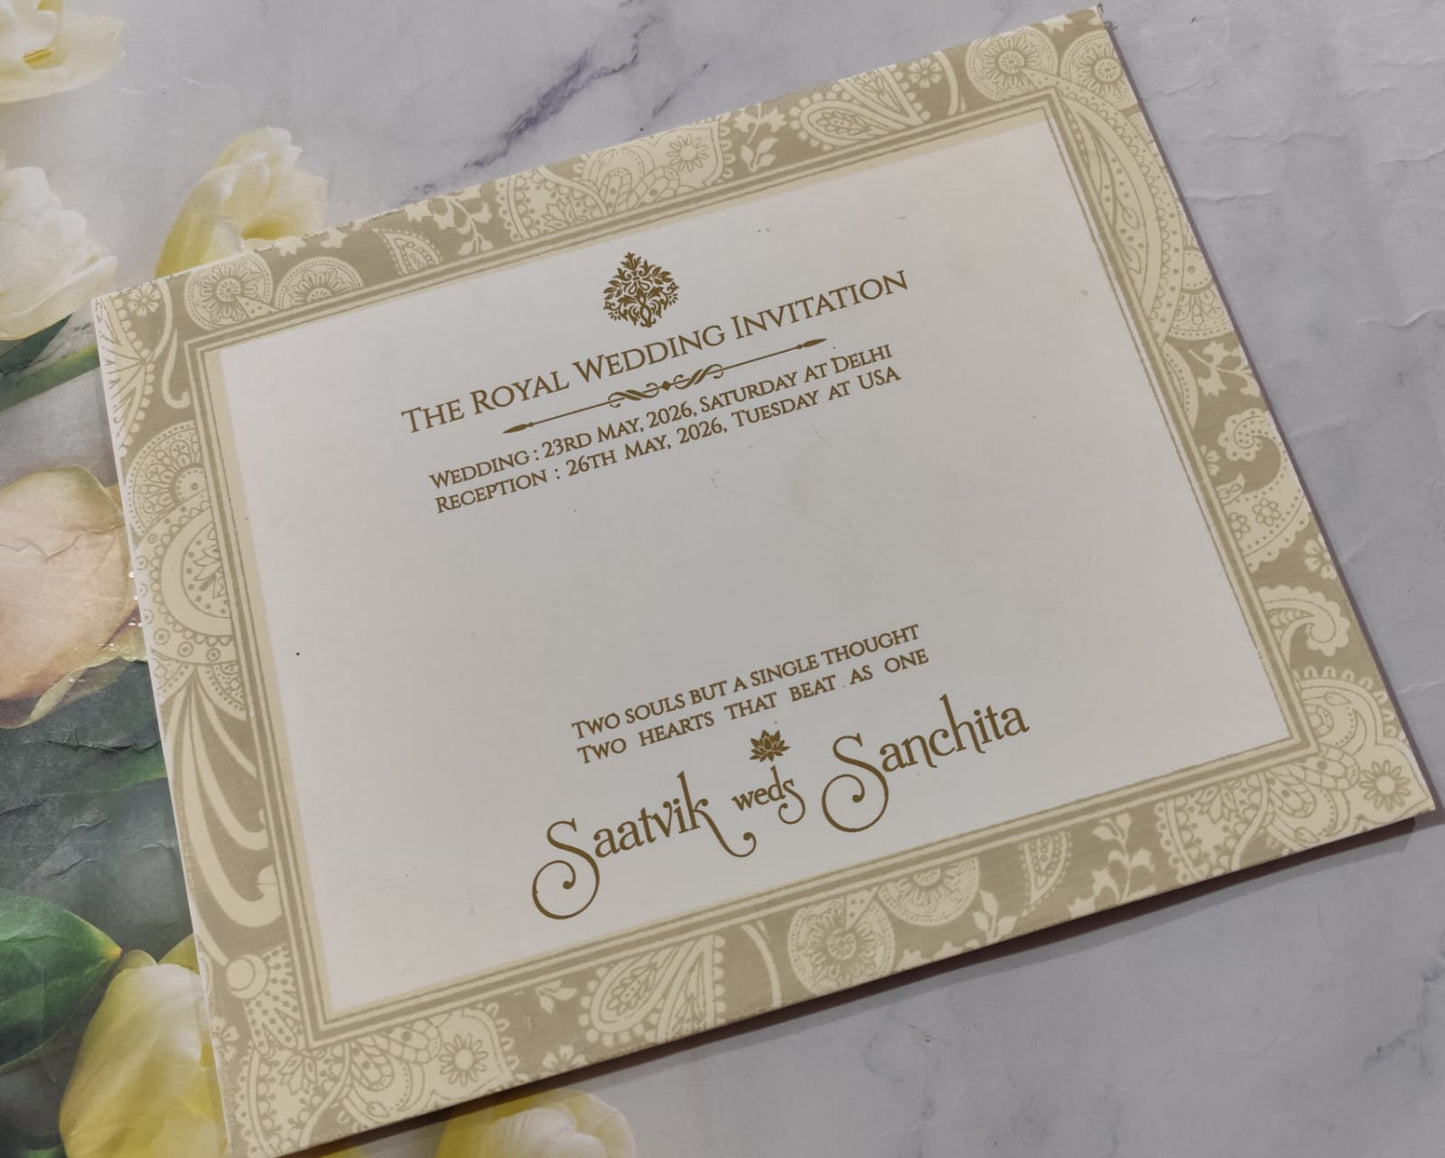 The Royal Wedding Invitation
Wedding : 23rd May, 2026, Saturday at Delhi
Reception : 26th May, 2026, Tuesday at USA
Two souls but a single thought
Two hearts that beat as one
Saatvik weds Sanchita